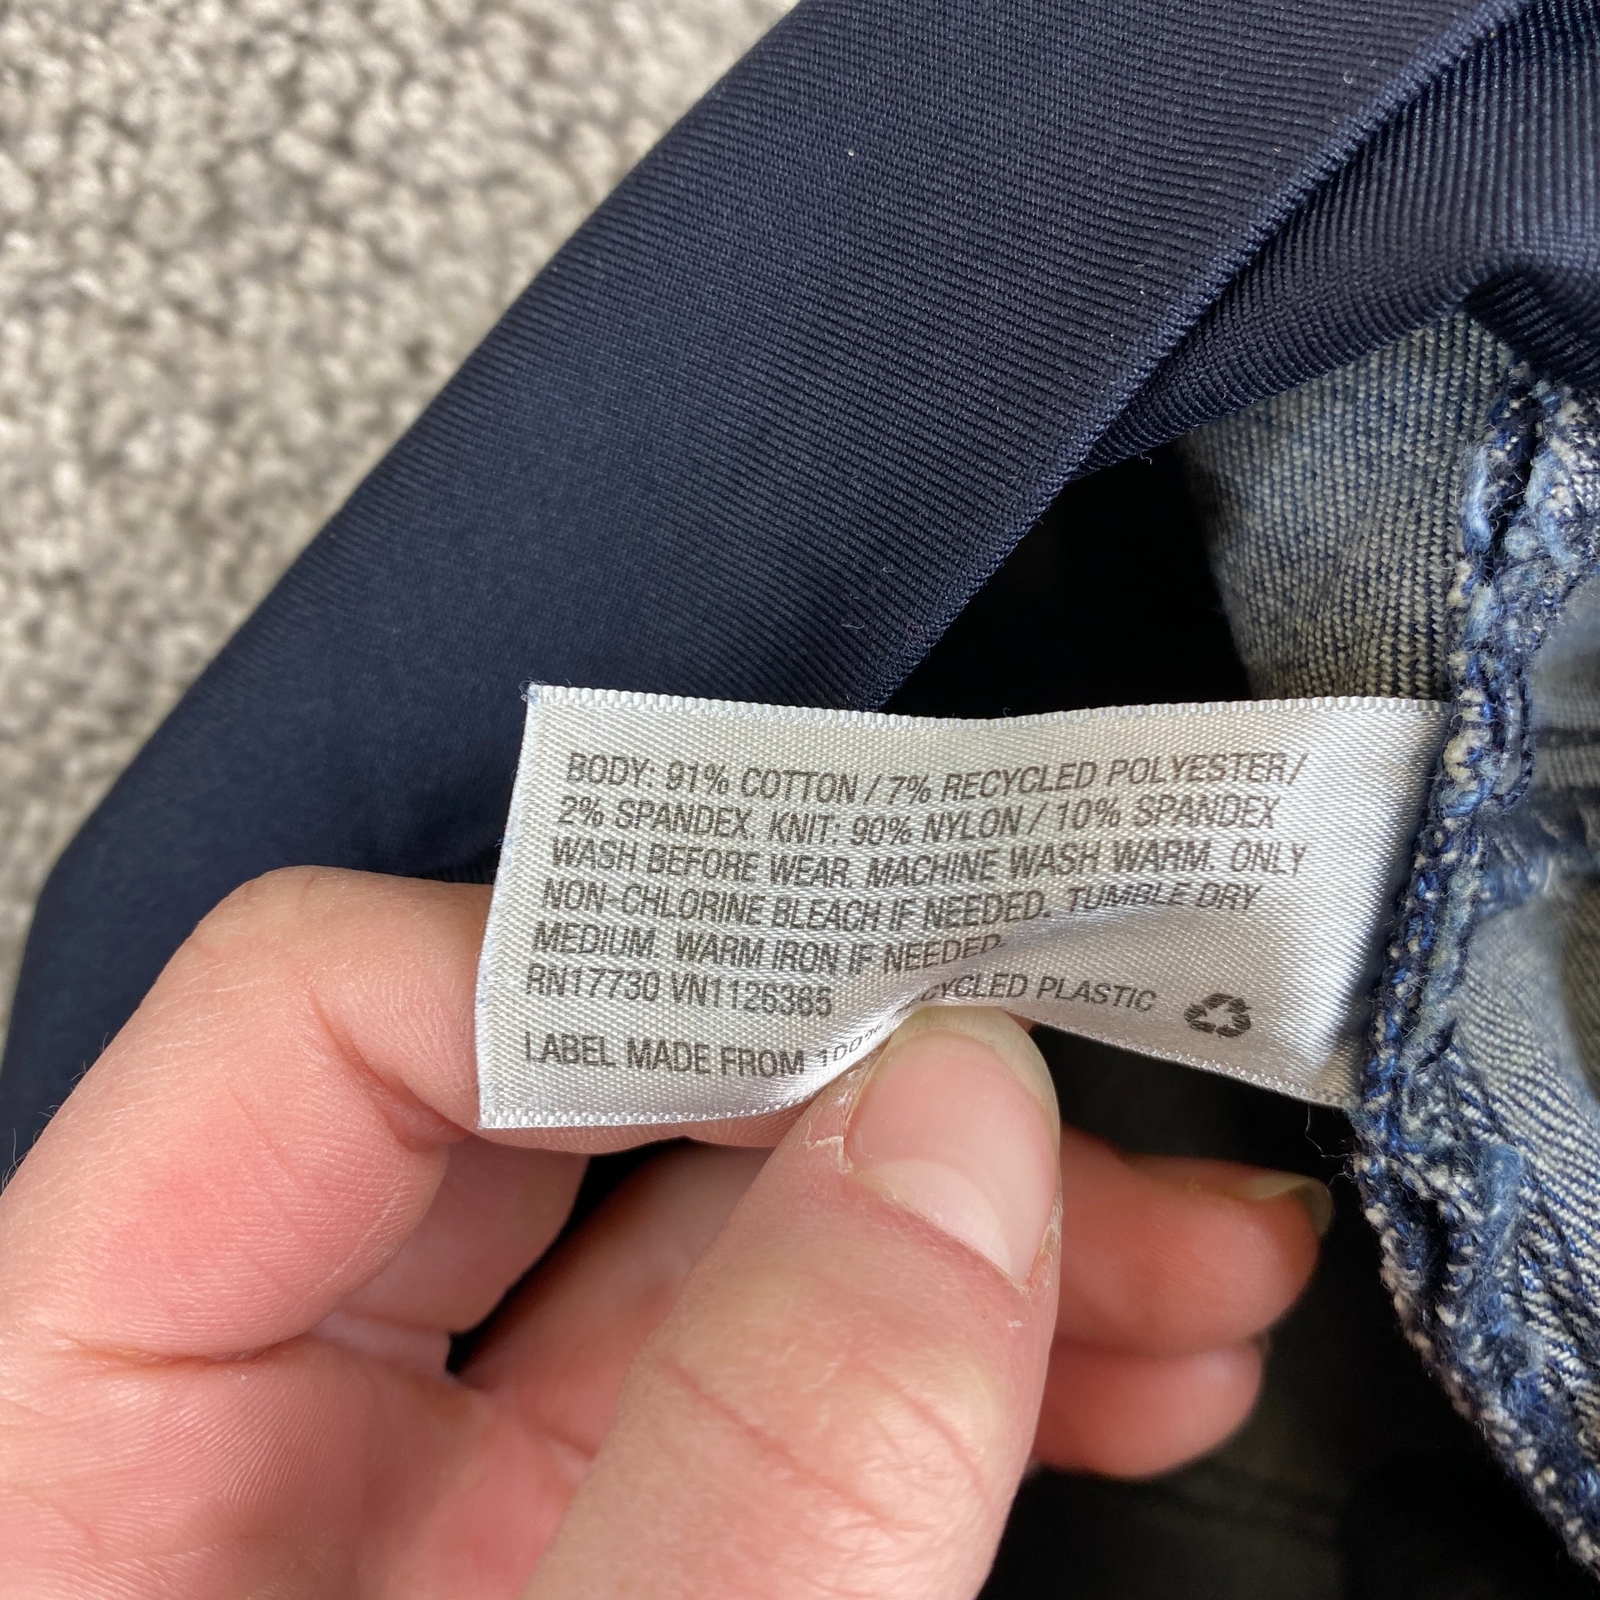 BODY: 91% COTTON / 7% RECYCLED POLYESTER/
2% SPANDEX. KNIT: 90% NYLON / 10% SPANDEX
WASH BEFORE WEAR. MACHINE WASH WARM. ONLY
NON-CHLORINE BLEACH IF NEEDED. TUMBLE DRY
MEDIUM. WARM IRON IF NEEDED.
RN17730 VN1126365
LABEL MADE FROM 100% RECYCLED PLASTIC